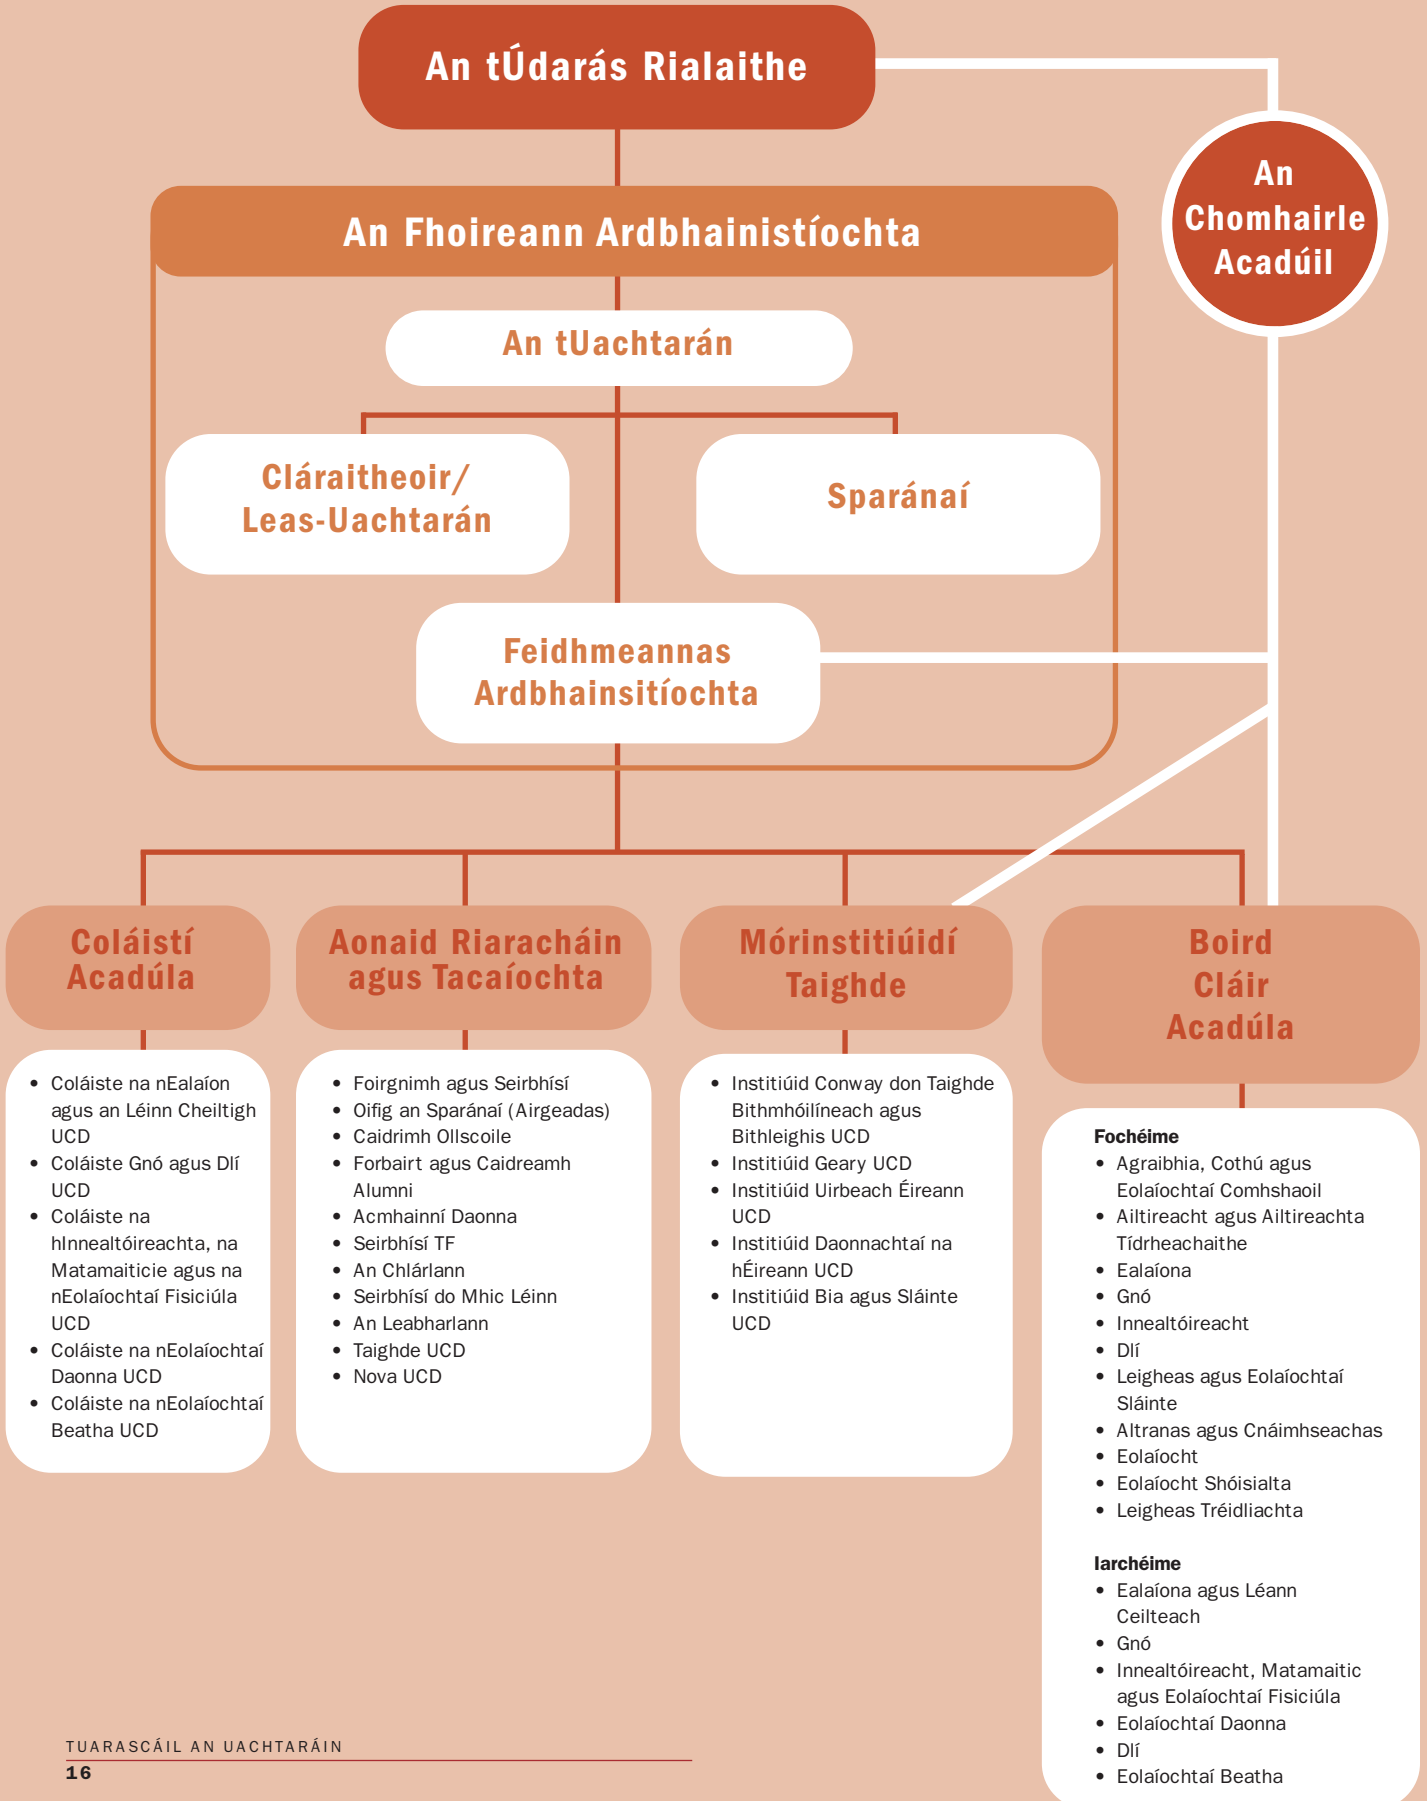 An tÚdarás Rialaithe
An
Chomhairle
Acadúil
An Fhoireann Ardbhainistíochta
An tUachtarán
Cláraitheoir/
Leas-Uachtarán
Sparánaí
Feidhmeannas
Ardbhainsitíochta
Coláistí
Acadúla
• Coláiste na nEalaíon
agus an Léinn Cheiltigh
UCD
• Coláiste Gnó agus Dlí
UCD
• Coláiste na
hInnealtóireachta, na
Matamaiticie agus na
nEolaíochtaí Fisiciúla
UCD
• Coláiste na nEolaíochtaí
Daonna UCD
• Coláiste na nEolaíochtaí
Beatha UCD
Aonaid Riaracháin
agus Tacaíochta
• Foirgnimh agus Seirbhísí
• Oifig an Sparánaí (Airgeadas)
• Caidrimh Ollscoile
• Forbairt agus Caidreamh
Alumni
• Acmhainní Daonna
• Seirbhísí TF
• An Chlárlann
• Seirbhísí do Mhic Léinn
• An Leabharlann
• Taighde UCD
• Nova UCD
Mórinstitiúidí
Taighde
• Institiúid Conway don Taighde
Bithmhóilíneach agus
Bithleighis UCD
• Institiúid Geary UCD
• Institiúid Uirbeach Éireann
UCD
• Institiúid Daonnachtaí na
hÉireann UCD
• Institiúid Bia agus Sláinte
UCD
Boird
Cláir
Acadúla
Fochéime
• Agraibhia, Cothú agus
Eolaíochtaí Comhshaoil
• Ailtireacht agus Ailtireachta
Tídrheachaithe
• Ealaíona
• Gnó
• Innealtóireacht
• Dlí
• Leigheas agus Eolaíochtaí
Sláinte
• Altranas agus Cnáimhseachas
• Eolaíocht
• Eolaíocht Shóisialta
• Leigheas Tréidliachta
Iarchéime
• Ealaíona agus Léann
Ceilteach
• Gnó
• Innealtóireacht, Matamaitic
agus Eolaíochtaí Fisiciúla
• Eolaíochtaí Daonna
• Dlí
• Eolaíochtaí Beatha
TUARASCÁIL AN UACHTARÁIN
16